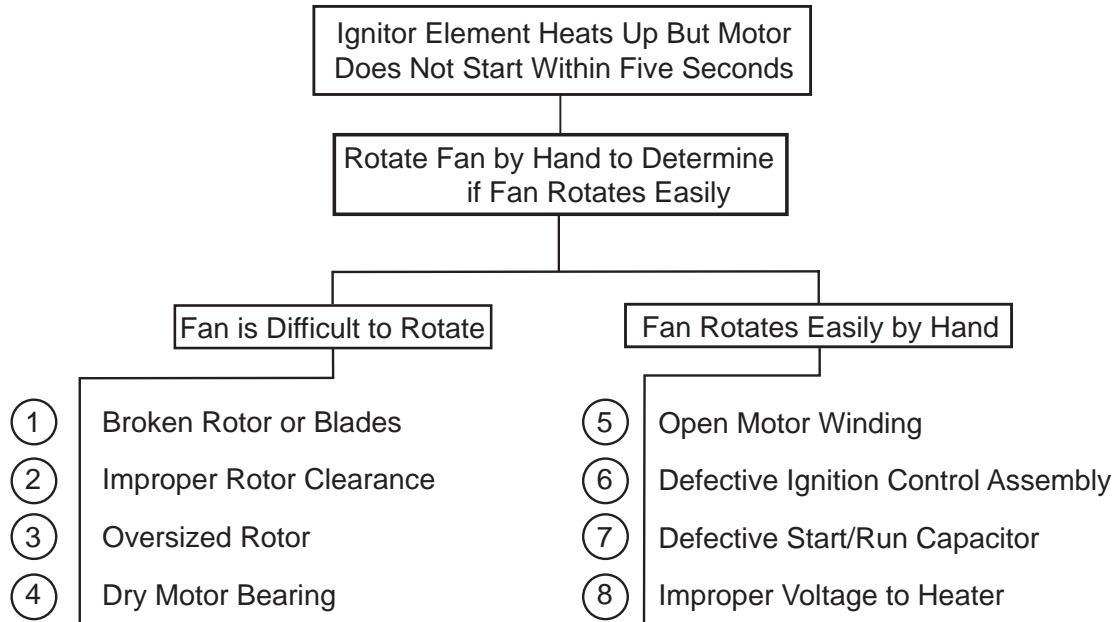 Ignitor Element Heats Up But Motor
Does Not Start Within Five Seconds
Rotate Fan by Hand to Determine
if Fan Rotates Easily
Fan is Difficult to Rotate
1 Broken Rotor or Blades
2 Improper Rotor Clearance
3 Oversized Rotor
4 Dry Motor Bearing
Fan Rotates Easily by Hand
5 Open Motor Winding
6 Defective Ignition Control Assembly
7 Defective Start/Run Capacitor
8 Improper Voltage to Heater